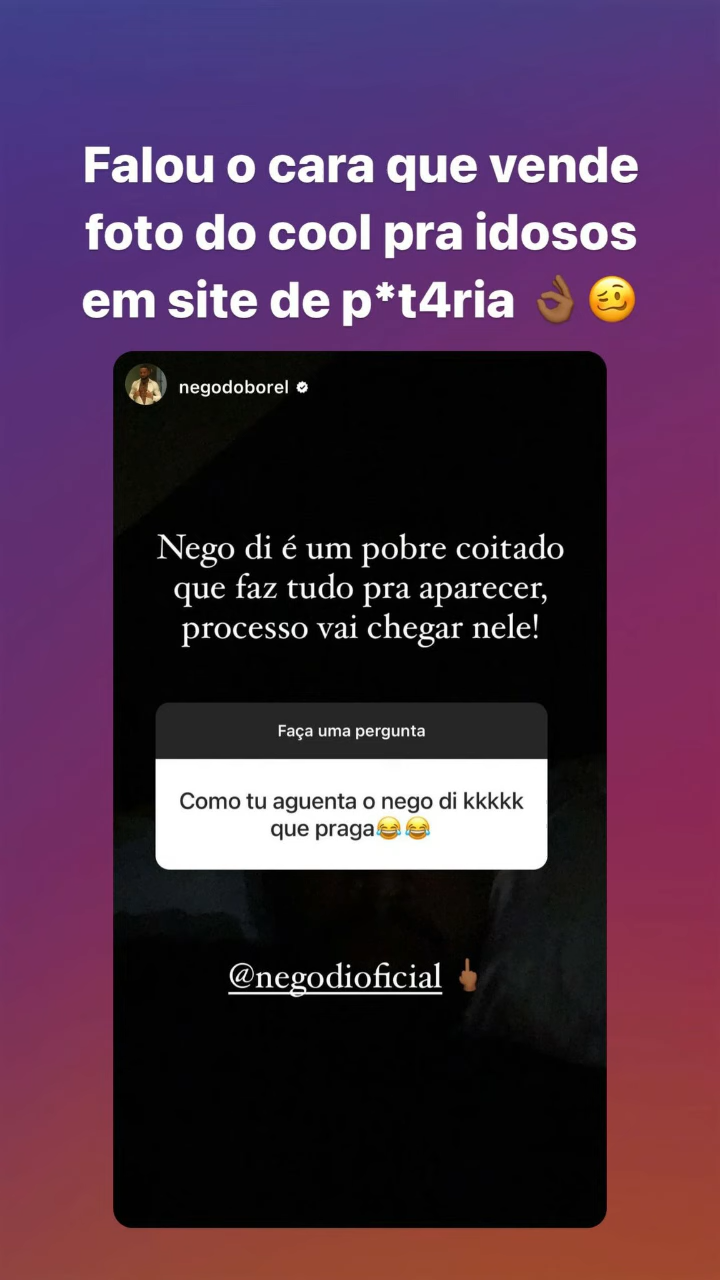 Falou o cara que vende
foto do cool pra idosos
em site de p*t4ria 👌🏾🥴
negodoborel
Nego di é um pobre coitado
que faz tudo pra aparecer,
processo vai chegar nele!
Faça uma pergunta
Como tu aguenta o nego di kkkkk
que praga😂😂
@negodioficial 🖕🏽